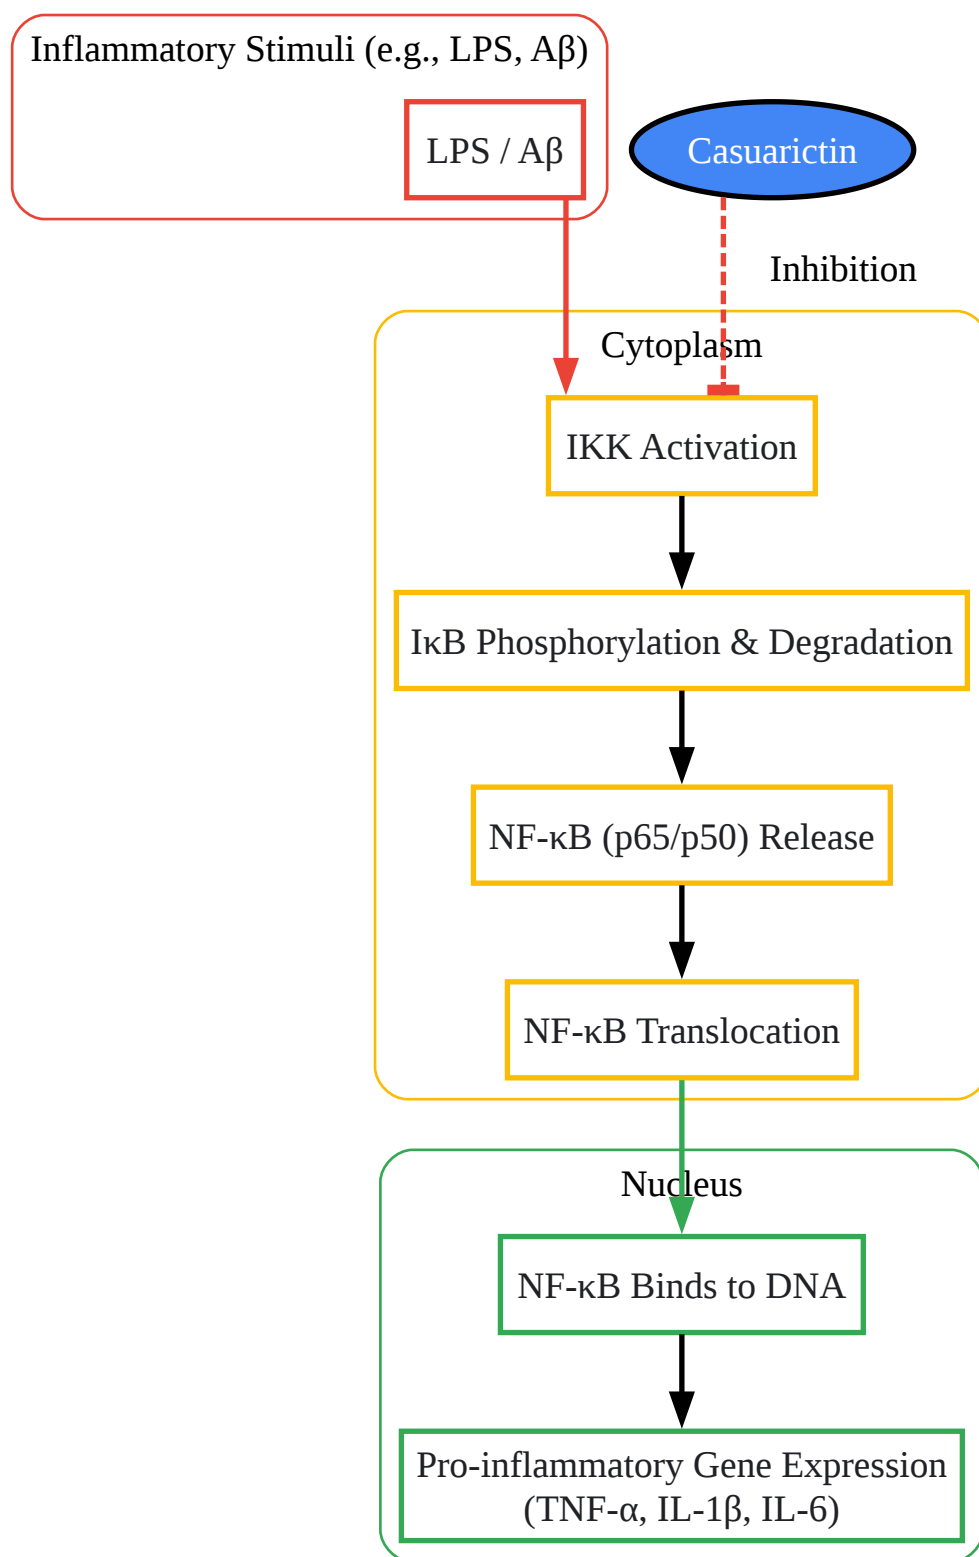 Inflammatory Stimuli (e.g., LPS, Aβ)
LPS / Aβ
Casuarictin
Inhibition
Cytoplasm
IKK Activation
IκB Phosphorylation & Degradation
NF-κB (p65/p50) Release
NF-κB Translocation
Nucleus
NF-κB Binds to DNA
Pro-inflammatory Gene Expression
(TNF-α, IL-1β, IL-6)